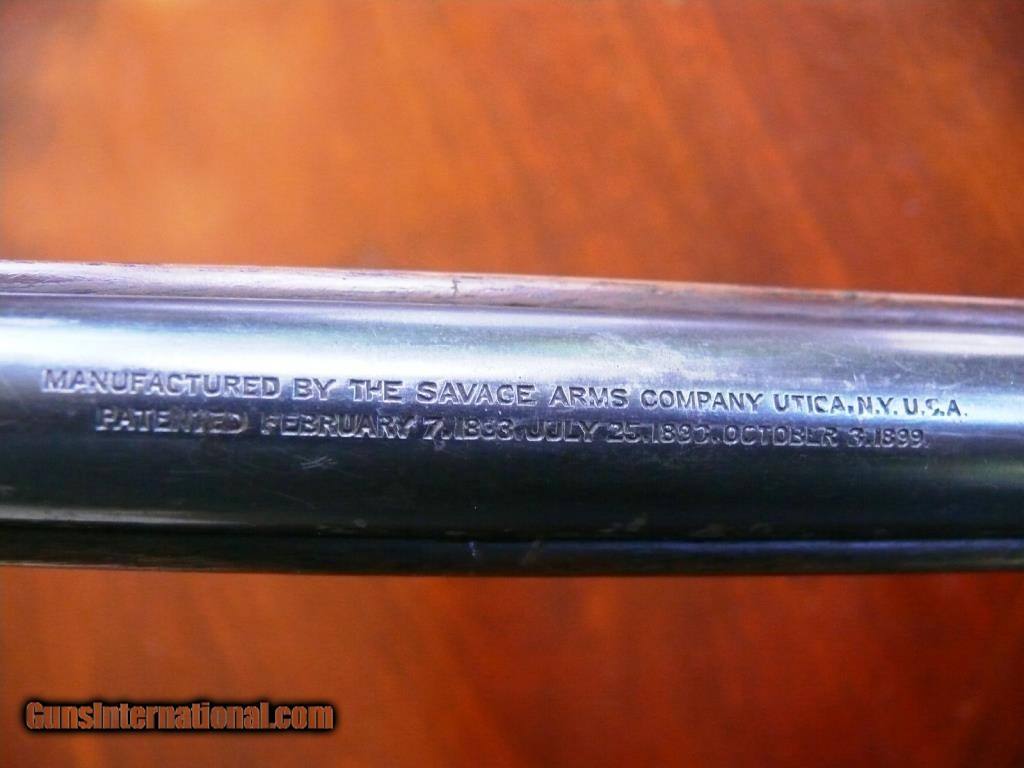 MANUFACTURED BY THE SAVAGE ARMS COMPANY UTICA, N.Y. U.S.A.
PATENTED FEBRUARY 7, 1893. JULY 25, 1893. OCTOBER 3, 1899.
GunsInternational.com